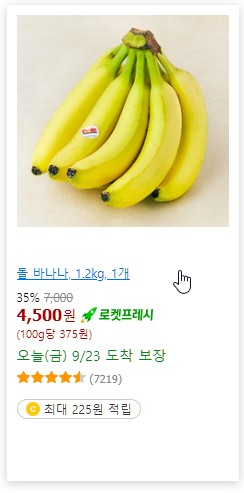 Dole
돌 바나나, 1.2kg, 1개
35% 7,000
4,500원 로켓프레시
(100g당 375원)
오늘(금) 9/23 도착 보장
(7219)
C 최대 225원 적립